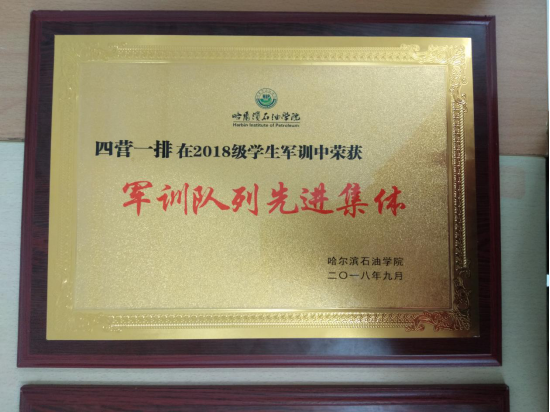 哈尔滨石油学院
Harbin Institute of Petroleum
四营一排 在2018级学生军训中荣获
军训队列先进集体
哈尔滨石油学院
二〇一八年九月